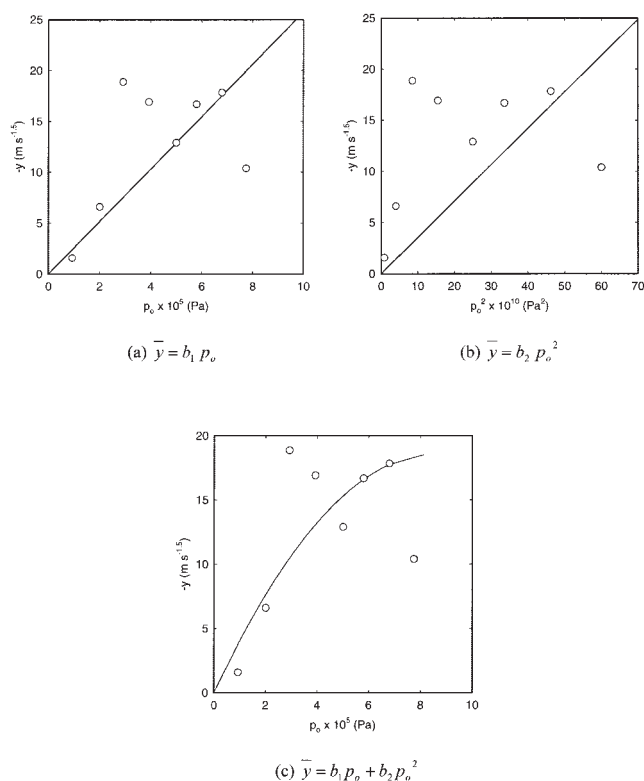 25
20
15
10
5
0
-y (m s⁻¹·⁵)
0 2 4 6 8 10
pₒ x 10⁵ (Pa)
(a) y̅ = b₁ pₒ
25
20
15
10
5
0
-y (m s⁻¹·⁵)
0 10 20 30 40 50 60 70
pₒ² x 10¹⁰ (Pa²)
(b) y̅ = b₂ pₒ²
20
15
10
5
0
-y (m s⁻¹·⁵)
0 2 4 6 8 10
pₒ x 10⁵ (Pa)
(c) y̅ = b₁ pₒ + b₂ pₒ²